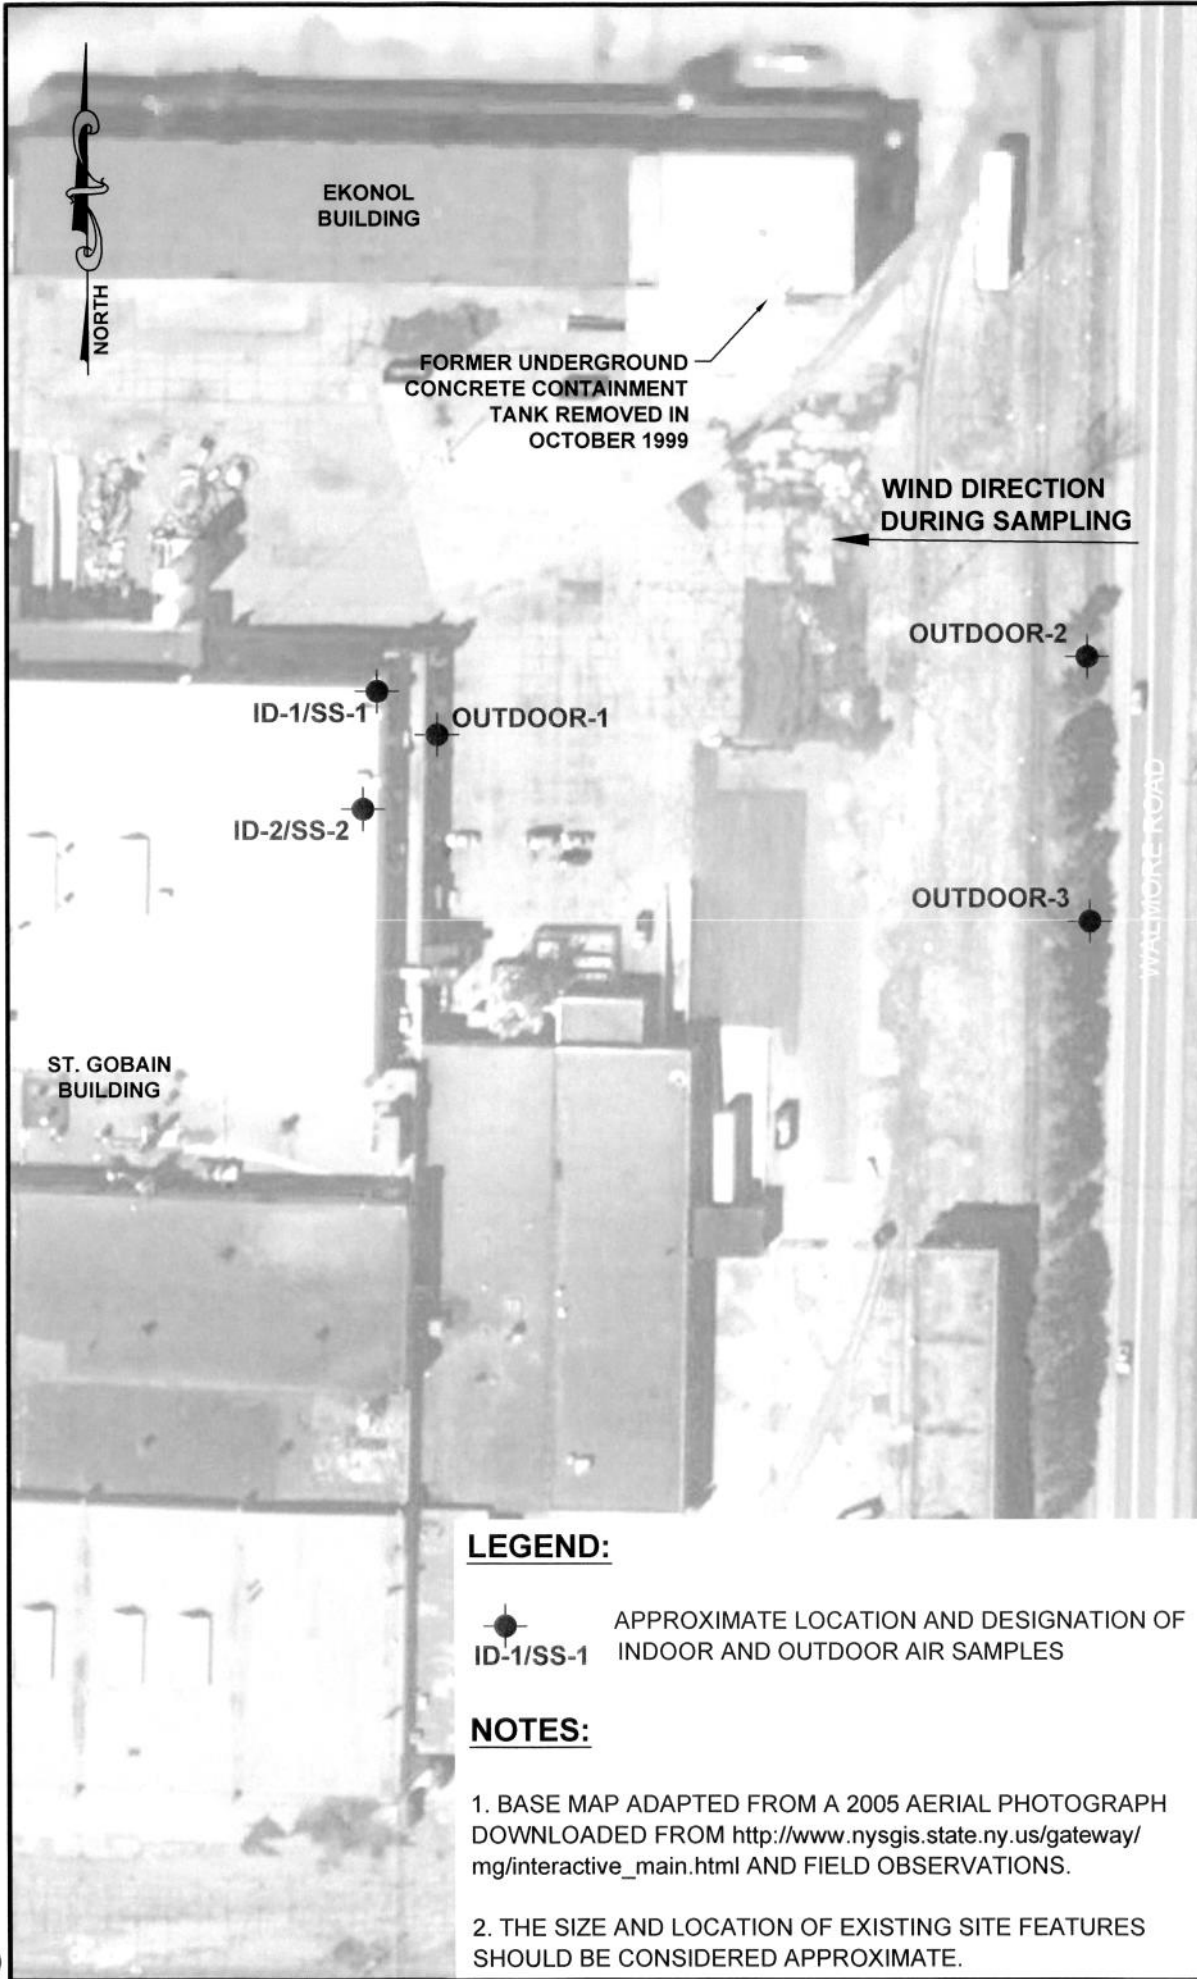 EKONOL
BUILDING
NORTH
FORMER UNDERGROUND
CONCRETE CONTAINMENT
TANK REMOVED IN
OCTOBER 1999
WIND DIRECTION
DURING SAMPLING
OUTDOOR-2
ID-1/SS-1
OUTDOOR-1
ID-2/SS-2
WALMORE ROAD
OUTDOOR-3
ST. GOBAIN
BUILDING
LEGEND:
APPROXIMATE LOCATION AND DESIGNATION OF
ID-1/SS-1 INDOOR AND OUTDOOR AIR SAMPLES
NOTES:
1. BASE MAP ADAPTED FROM A 2005 AERIAL PHOTOGRAPH
DOWNLOADED FROM http://www.nysgis.state.ny.us/gateway/
mg/interactive_main.html AND FIELD OBSERVATIONS.
2. THE SIZE AND LOCATION OF EXISTING SITE FEATURES
SHOULD BE CONSIDERED APPROXIMATE.